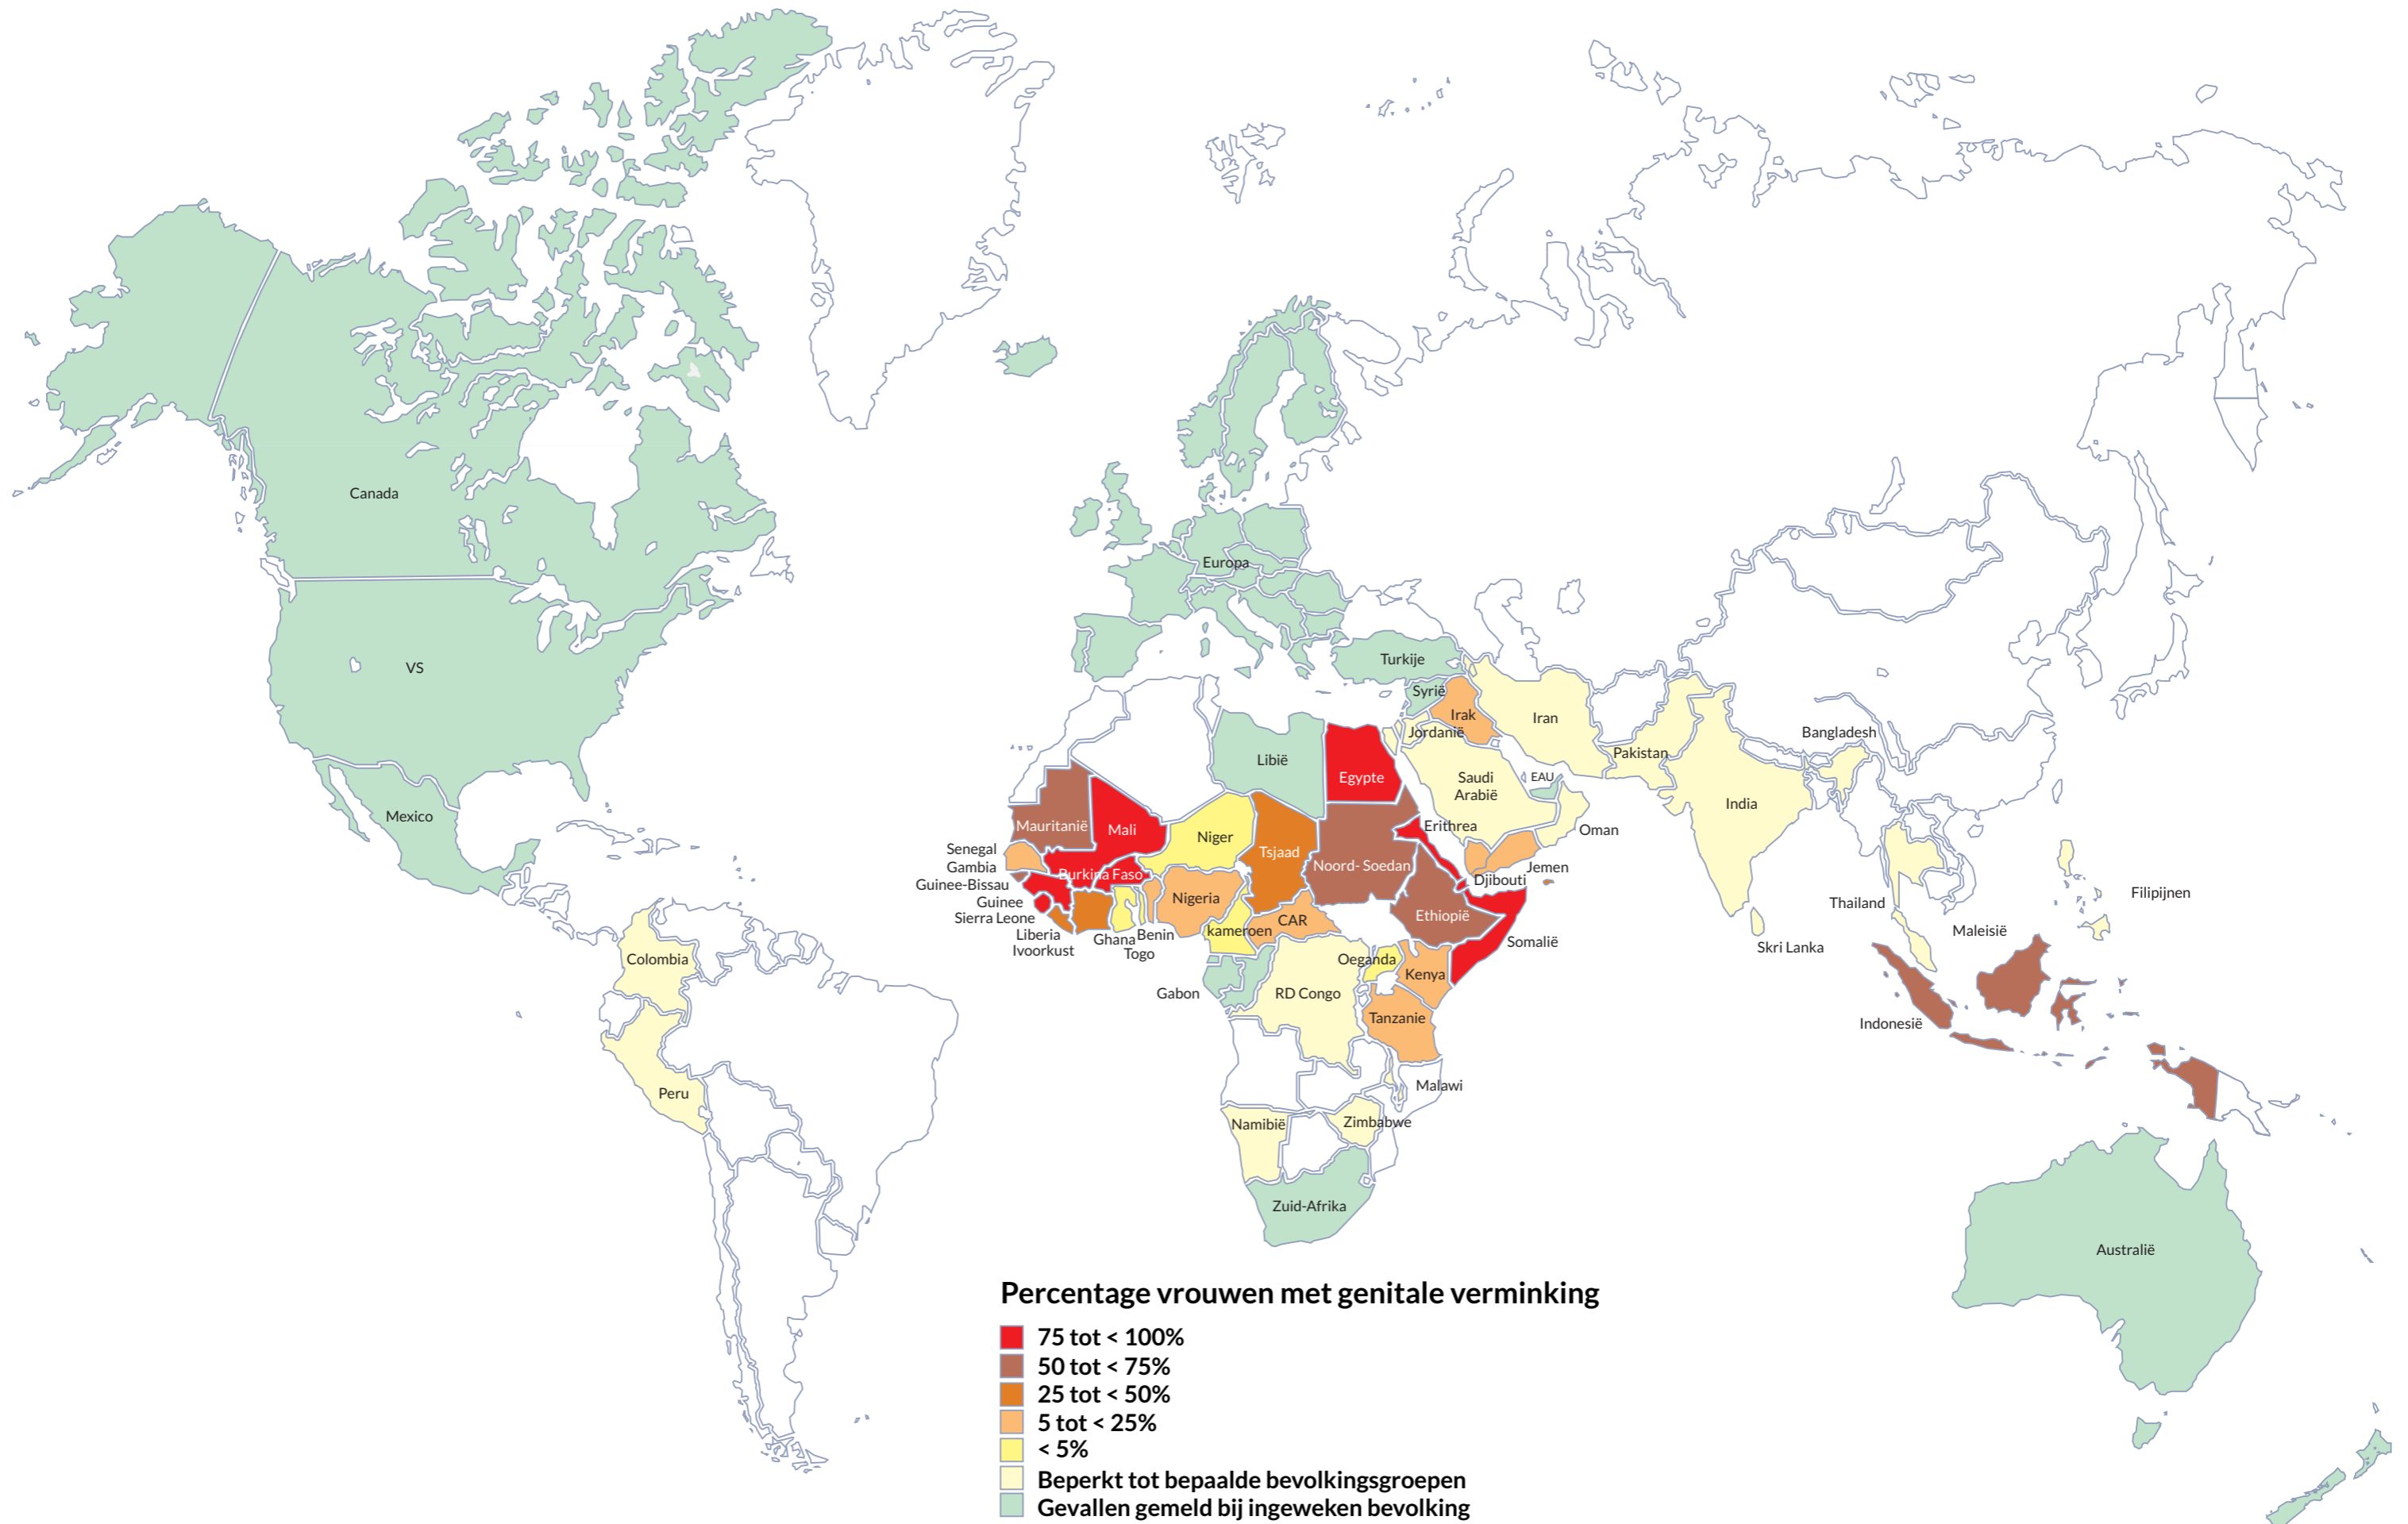 Canada
Europa
VS
Turkije
Syrië
Irak
Iran
Jordanië
Bangladesh
Pakistan
Libië
Egypte
Saudi
Arabië
EAU
India
Mexico
Mauritanië
Mali
Niger
Erithrea
Oman
Senegal
Tsjaad
Noord- Soedan
Gambia
Burkina Faso
Jemen
Guinee-Bissau
Djibouti
Filipijnen
Guinee
Nigeria
Thailand
Sierra Leone
Ethiopië
CAR
Liberia
Ghana
Benin
kameroen
Maleisië
Ivoorkust
Togo
Somalië
Skri Lanka
Colombia
Oeganda
Kenya
Gabon
RD Congo
Tanzanie
Indonesië
Malawi
Peru
Namibië
Zimbabwe
Zuid-Afrika
Australië
Percentage vrouwen met genitale verminking
75 tot < 100%
50 tot < 75%
25 tot < 50%
5 tot < 25%
< 5%
Beperkt tot bepaalde bevolkingsgroepen
Gevallen gemeld bij ingeweken bevolking